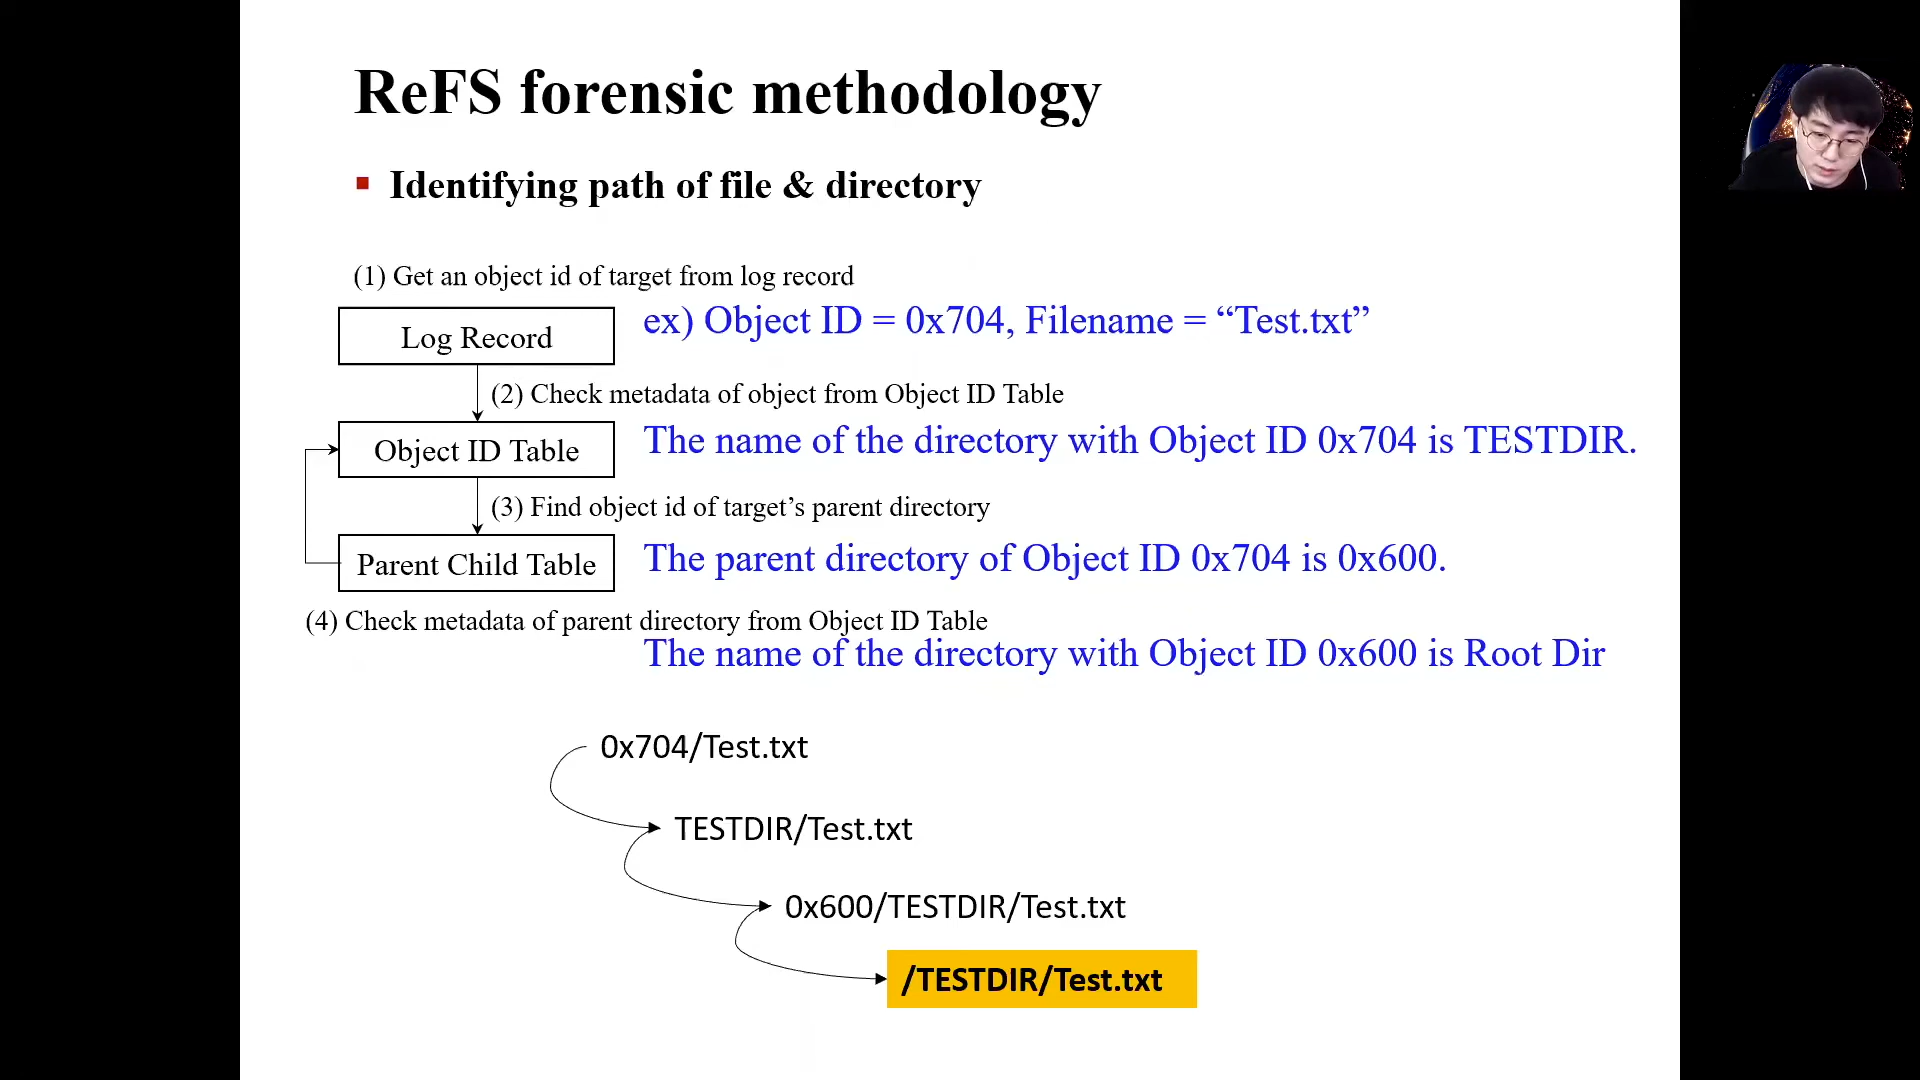 ReFS forensic methodology
Identifying path of file & directory
(1) Get an object id of target from log record
Log Record
ex) Object ID = 0x704, Filename = “Test.txt”
(2) Check metadata of object from Object ID Table
Object ID Table
The name of the directory with Object ID 0x704 is TESTDIR.
(3) Find object id of target’s parent directory
Parent Child Table
The parent directory of Object ID 0x704 is 0x600.
(4) Check metadata of parent directory from Object ID Table
The name of the directory with Object ID 0x600 is Root Dir
0x704/Test.txt
TESTDIR/Test.txt
0x600/TESTDIR/Test.txt
/TESTDIR/Test.txt